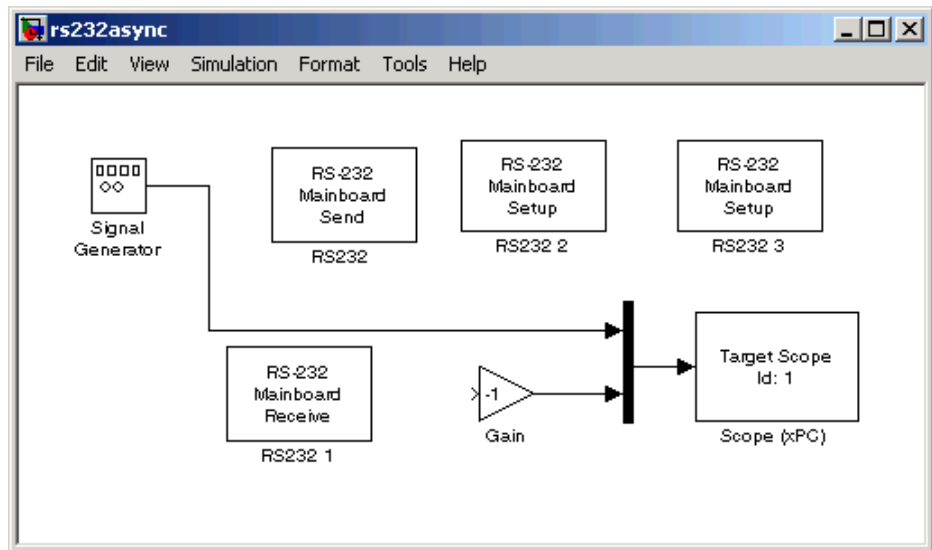 rs232async
File Edit View Simulation Format Tools Help
Signal
Generator
RS-232
Mainboard
Send
RS232
RS-232
Mainboard
Setup
RS232 2
RS-232
Mainboard
Setup
RS232 3
RS-232
Mainboard
Receive
RS232 1
-1
Gain
Target Scope
Id: 1
Scope (xPC)